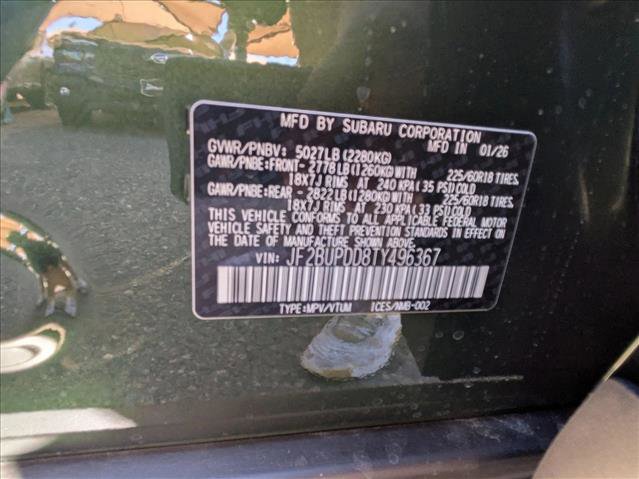 MFD BY SUBARU CORPORATION
GVWR/PNBV: 5027LB(2280KG) MFD IN 01/26
GAWR/PNBE:FRONT- 2778LB(1260KG)WITH 225/60R18 TIRES,
18X7J RIMS AT 240 KPA(35 PSI)COLD
GAWR/PNBE:REAR - 2822LB(1280KG)WITH 225/60R18 TIRES,
18X7J RIMS AT 230 KPA(33 PSI)COLD
THIS VEHICLE CONFORMS TO ALL APPLICABLE FEDERAL MOTOR
VEHICLE SAFETY AND THEFT PREVENTION STANDARDS IN EFFECT ON
THE DATE OF MANUFACTURE SHOWN ABOVE.
VIN: JF2BUPDD8TY496367
TYPE:MPV/VTUM ICES/NMB-002